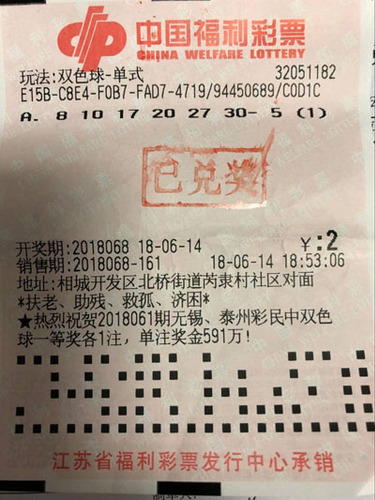 中国福利彩票
CHINA WELFARE LOTTERY
玩法:双色球-单式 32051182
E15B-C8E4-F0B7-FAD7-4719/94450689/C0D1C
A. 8 10 17 20 27 30- 5 (1)
已兑奖
开奖期:2018068 18-06-14 ¥:2
销售期:2018068-161 18-06-14 18:53:06
地址:相城开发区北桥街道芮埭村社区对面
*扶老、助残、救孤、济困*
★热烈祝贺2018061期无锡、泰州彩民中双色
球一等奖各1注,单注奖金591万!
江苏省福利彩票发行中心承销